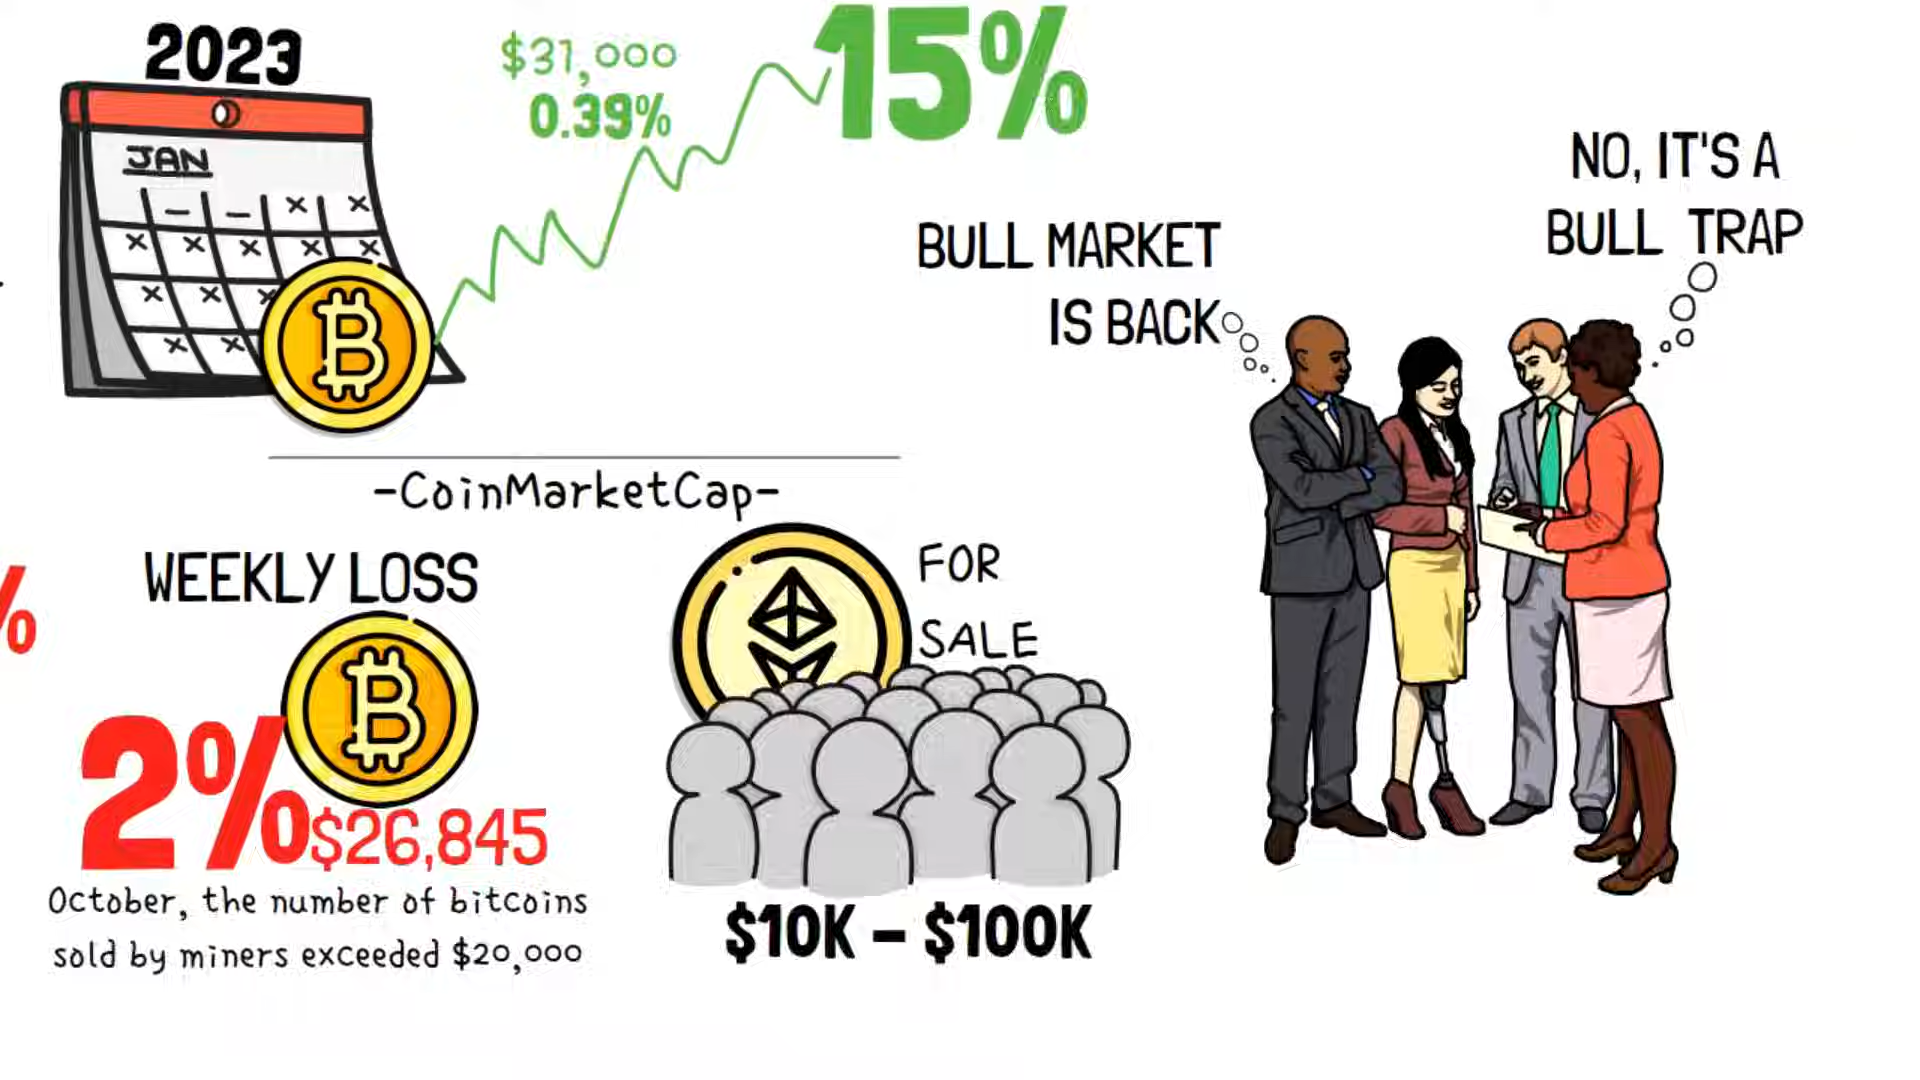 2023
JAN
$31,000
0.39%
15%
BULL MARKET
IS BACK
NO, IT'S A
BULL TRAP
-CoinMarketCap-
%
WEEKLY LOSS
2%
$26,845
October, the number of bitcoins
sold by miners exceeded $20,000
FOR
SALE
$10K – $100K